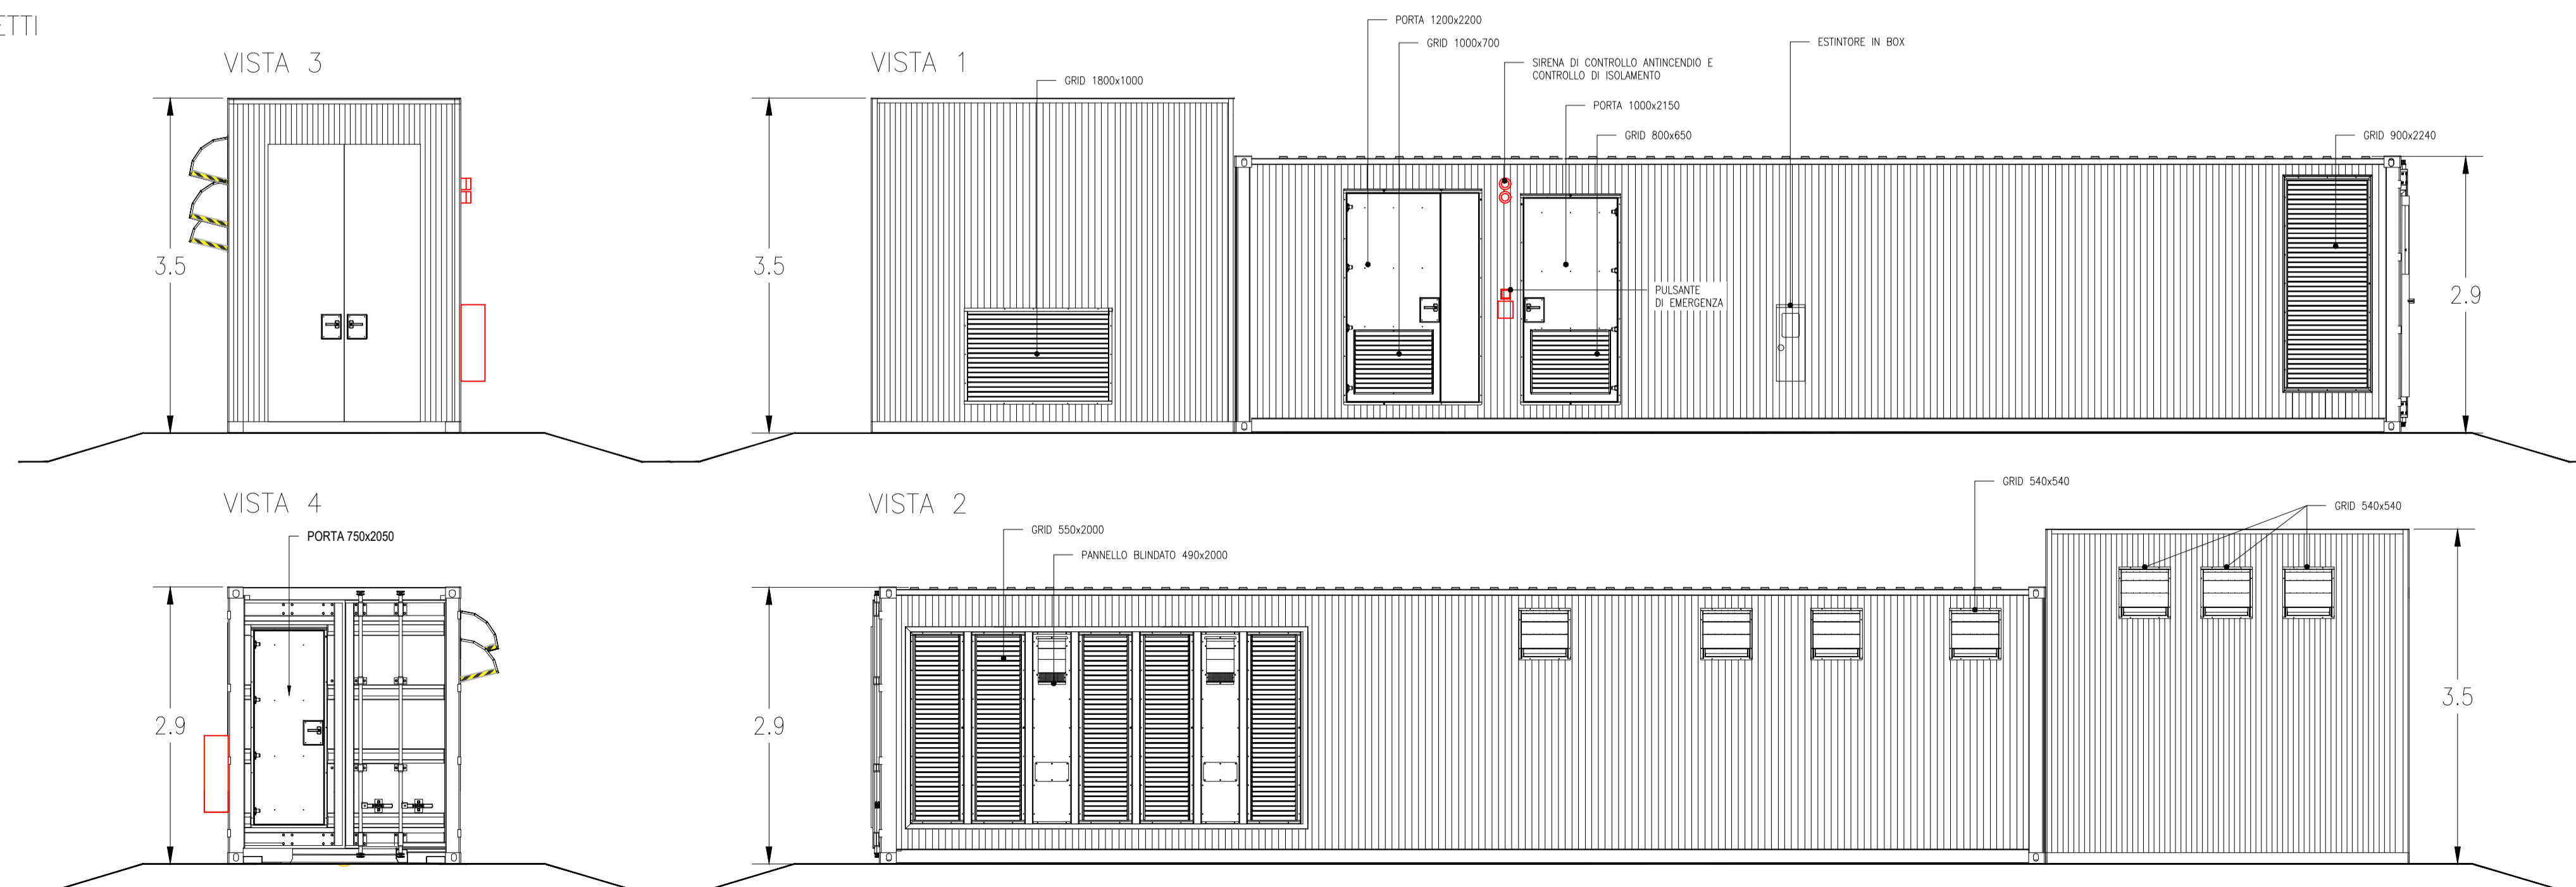 ETTI
VISTA 3
3.5
VISTA 1
GRID 1800x1000
PORTA 1200x2200
GRID 1000x700
SIRENA DI CONTROLLO ANTINCENDIO E
CONTROLLO DI ISOLAMENTO
PORTA 1000x2150
GRID 800x650
ESTINTORE IN BOX
GRID 900x2240
PULSANTE
DI EMERGENZA
3.5
2.9
VISTA 4
PORTA 750x2050
2.9
VISTA 2
GRID 550x2000
PANNELLO BLINDATO 490x2000
GRID 540x540
GRID 540x540
2.9
3.5